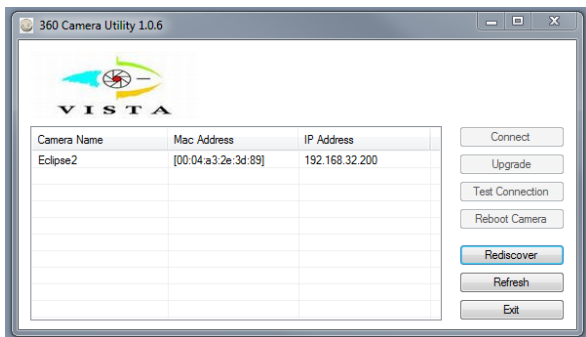 360 Camera Utility 1.0.6
VISTA
Camera Name Mac Address IP Address
Eclipse2 [00:04:a3:2e:3d:89] 192.168.32.200
Connect
Upgrade
Test Connection
Reboot Camera
Rediscover
Refresh
Exit